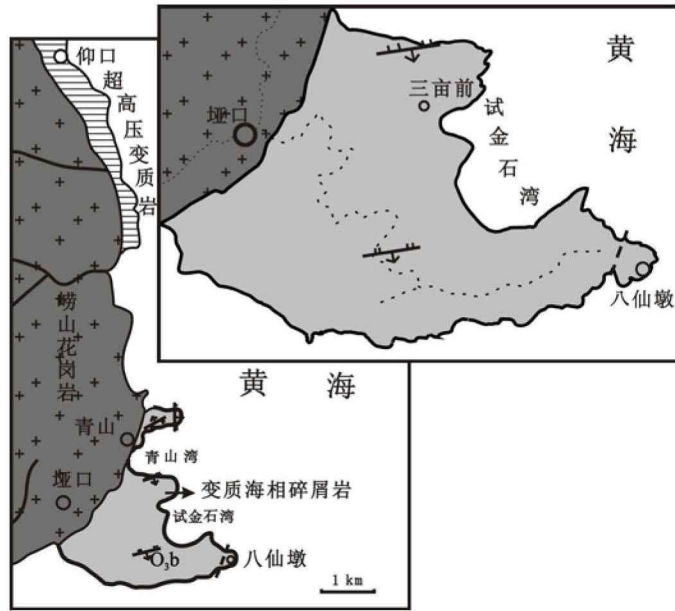 仰口
超高压变质岩
崂山花岗岩
青山
垭口
黄海
青山湾
变质海相碎屑岩
试金石湾
O₃b
八仙墩
1 km
黄海
三亩前
垭口
试金石湾
八仙墩